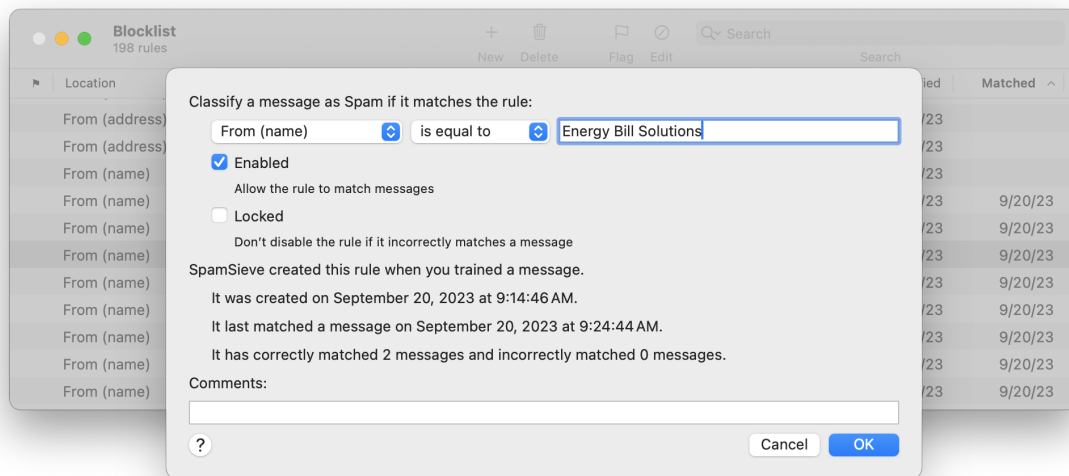 Blocklist
198 rules
New
Delete
Flag
Edit
Search
Search
Location
Matched
From (address)
/23
From (address)
/23
From (name)
/23
From (name)
/23
9/20/23
From (name)
/23
9/20/23
From (name)
/23
9/20/23
From (name)
/23
9/20/23
From (name)
/23
9/20/23
From (name)
/23
9/20/23
From (name)
/23
9/20/23
From (name)
/23
9/20/23
Classify a message as Spam if it matches the rule:
From (name)
is equal to
Energy Bill Solutions
Enabled
Allow the rule to match messages
Locked
Don't disable the rule if it incorrectly matches a message
SpamSieve created this rule when you trained a message.
It was created on September 20, 2023 at 9:14:46 AM.
It last matched a message on September 20, 2023 at 9:24:44 AM.
It has correctly matched 2 messages and incorrectly matched 0 messages.
Comments:
?
Cancel
OK